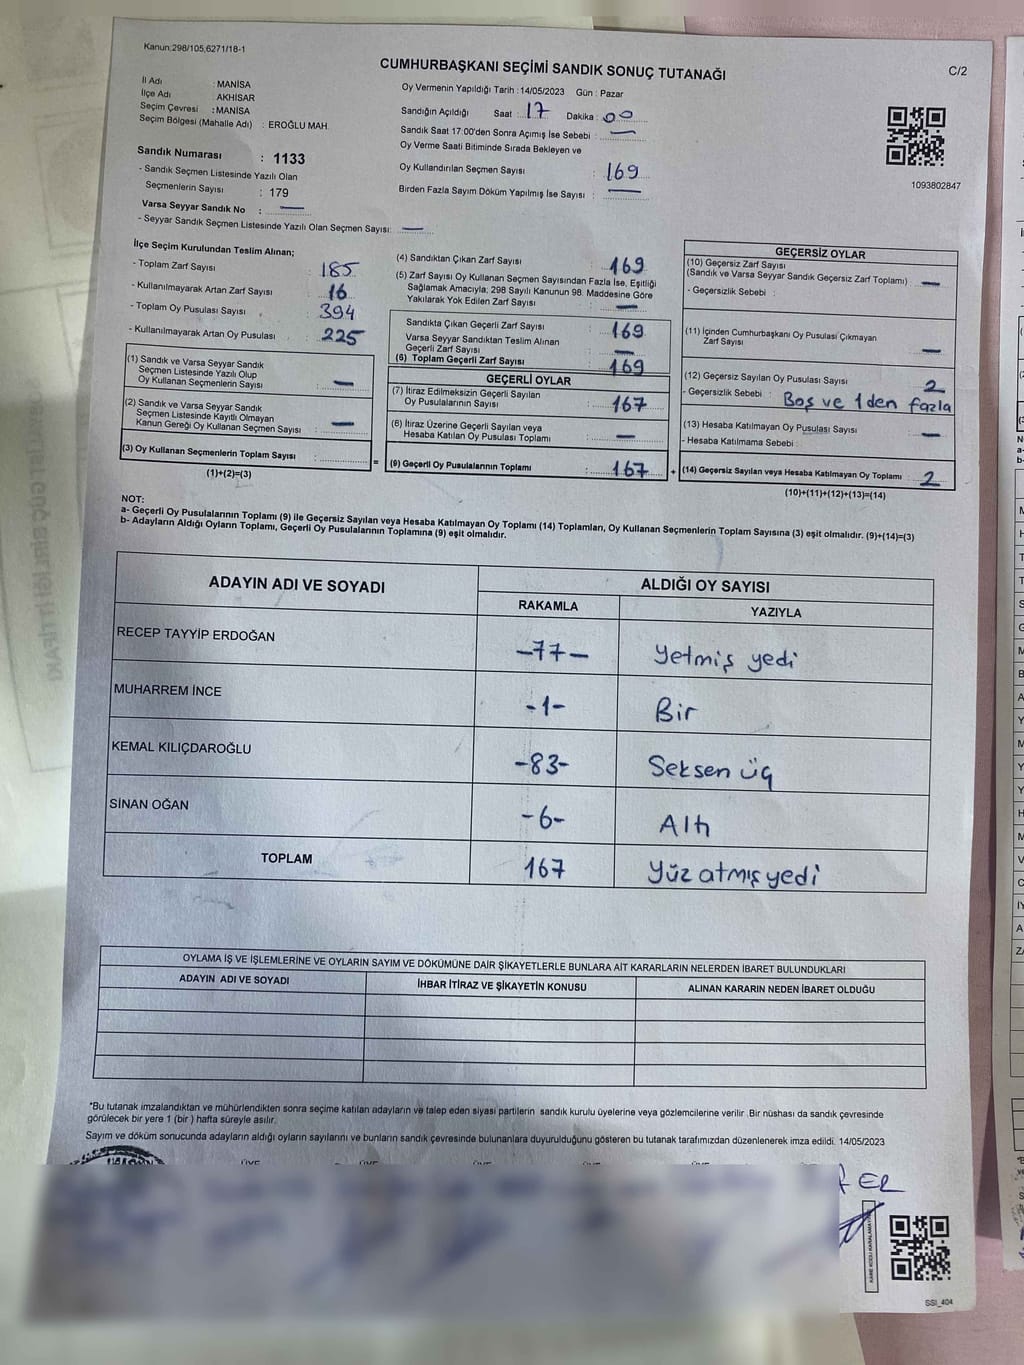 Kanun:298/105,6271/18-1
CUMHURBAŞKANI SEÇİMİ SANDIK SONUÇ TUTANAĞI
C/2
İl Adı : MANİSA
İlçe Adı : AKHİSAR
Seçim Çevresi : MANİSA
Seçim Bölgesi (Mahalle Adı) : EROĞLU MAH.
Sandık Numarası : 1133
- Sandık Seçmen Listesinde Yazılı Olan
Seçmenlerin Sayısı : 179
Varsa Seyyar Sandık No : —
- Seyyar Sandık Seçmen Listesinde Yazılı Olan Seçmen Sayısı: —
Oy Vermenin Yapıldığı Tarih :14/05/2023 Gün : Pazar
Sandığın Açıldığı Saat : 17 Dakika : 00
Sandık Saat 17:00'den Sonra Açımış İse Sebebi : —
Oy Verme Saati Bitiminde Sırada Bekleyen ve
Oy Kullandırılan Seçmen Sayısı : 169
Birden Fazla Sayım Döküm Yapılmış İse Sayısı : —
1093802847
İlçe Seçim Kurulundan Teslim Alınan;
- Toplam Zarf Sayısı : 185
- Kullanılmayarak Artan Zarf Sayısı : 16
- Toplam Oy Pusulası Sayısı : 394
- Kullanılmayarak Artan Oy Pusulası : 225
(1) Sandık ve Varsa Seyyar Sandık
Seçmen Listesinde Yazılı Olup
Oy Kullanan Seçmenlerin Sayısı : —
(2) Sandık ve Varsa Seyyar Sandık
Seçmen Listesinde Kayıtlı Olmayan
Kanun Gereği Oy Kullanan Seçmen Sayısı : —
(3) Oy Kullanan Seçmenlerin Toplam Sayısı :
(1)+(2)=(3)
(4) Sandıktan Çıkan Zarf Sayısı : 169
(5) Zarf Sayısı Oy Kullanan Seçmen Sayısından Fazla İse, Eşitliği
Sağlamak Amacıyla; 298 Sayılı Kanunun 98. Maddesine Göre
Yakılarak Yok Edilen Zarf Sayısı : —
Sandıkta Çıkan Geçerli Zarf Sayısı : 169
Varsa Seyyar Sandıktan Teslim Alınan
Geçerli Zarf Sayısı : —
(6) Toplam Geçerli Zarf Sayısı : 169
GEÇERLİ OYLAR
(7) İtiraz Edilmeksizin Geçerli Sayılan
Oy Pusulalarının Sayısı : 167
(8) İtiraz Üzerine Geçerli Sayılan veya
Hesaba Katılan Oy Pusulası Toplamı : —
= (9) Geçerli Oy Pusulalarının Toplamı : 167
GEÇERSİZ OYLAR
(10) Geçersiz Zarf Sayısı
(Sandık ve Varsa Seyyar Sandık Geçersiz Zarf Toplamı) : —
- Geçersizlik Sebebi :
(11) İçinden Cumhurbaşkanı Oy Pusulası Çıkmayan
Zarf Sayısı : —
(12) Geçersiz Sayılan Oy Pusulası Sayısı : 2
- Geçersizlik Sebebi : Boş ve 1den fazla
(13) Hesaba Katılmayan Oy Pusulası Sayısı : —
- Hesaba Katılmama Sebebi :
+ (14) Geçersiz Sayılan veya Hesaba Katılmayan Oy Toplamı : 2
(10)+(11)+(12)+(13)=(14)
NOT:
a- Geçerli Oy Pusulalarının Toplamı (9) ile Geçersiz Sayılan veya Hesaba Katılmayan Oy Toplamı (14) Toplamları, Oy Kullanan Seçmenlerin Toplam Sayısına (3) eşit olmalıdır. (9)+(14)=(3)
b- Adayların Aldığı Oyların Toplamı, Geçerli Oy Pusulalarının Toplamına (9) eşit olmalıdır.
ADAYIN ADI VE SOYADI ALDIĞI OY SAYISI
RAKAMLA YAZIYLA
RECEP TAYYİP ERDOĞAN -77- Yetmiş yedi
MUHARREM İNCE -1- Bir
KEMAL KILIÇDAROĞLU -83- Seksen üç
SİNAN OĞAN -6- Altı
TOPLAM 167 Yüz atmış yedi
OYLAMA İŞ VE İŞLEMLERİNE VE OYLARIN SAYIM VE DÖKÜMÜNE DAİR ŞİKAYETLERLE BUNLARA AİT KARARLARIN NELERDEN İBARET BULUNDUKLARI
ADAYIN ADI VE SOYADI İHBAR İTİRAZ VE ŞİKAYETİN KONUSU ALINAN KARARIN NEDEN İBARET OLDUĞU
*Bu tutanak imzalandıktan ve mühürlendikten sonra seçime katılan adayların ve talep eden siyasi partilerin sandık kurulu üyelerine veya gözlemcilerine verilir .Bir nüshası da sandık çevresinde
görülecek bir yere 1 (bir ) hafta süreyle asılır.
Sayım ve döküm sonucunda adayların aldığı oyların sayılarını ve bunların sandık çevresinde bulunanlara duyurulduğunu gösteren bu tutanak tarafımızdan düzenlenerek imza edildi. 14/05/2023
ER
KARE KODU KARALAMAYINIZ
SSI_404